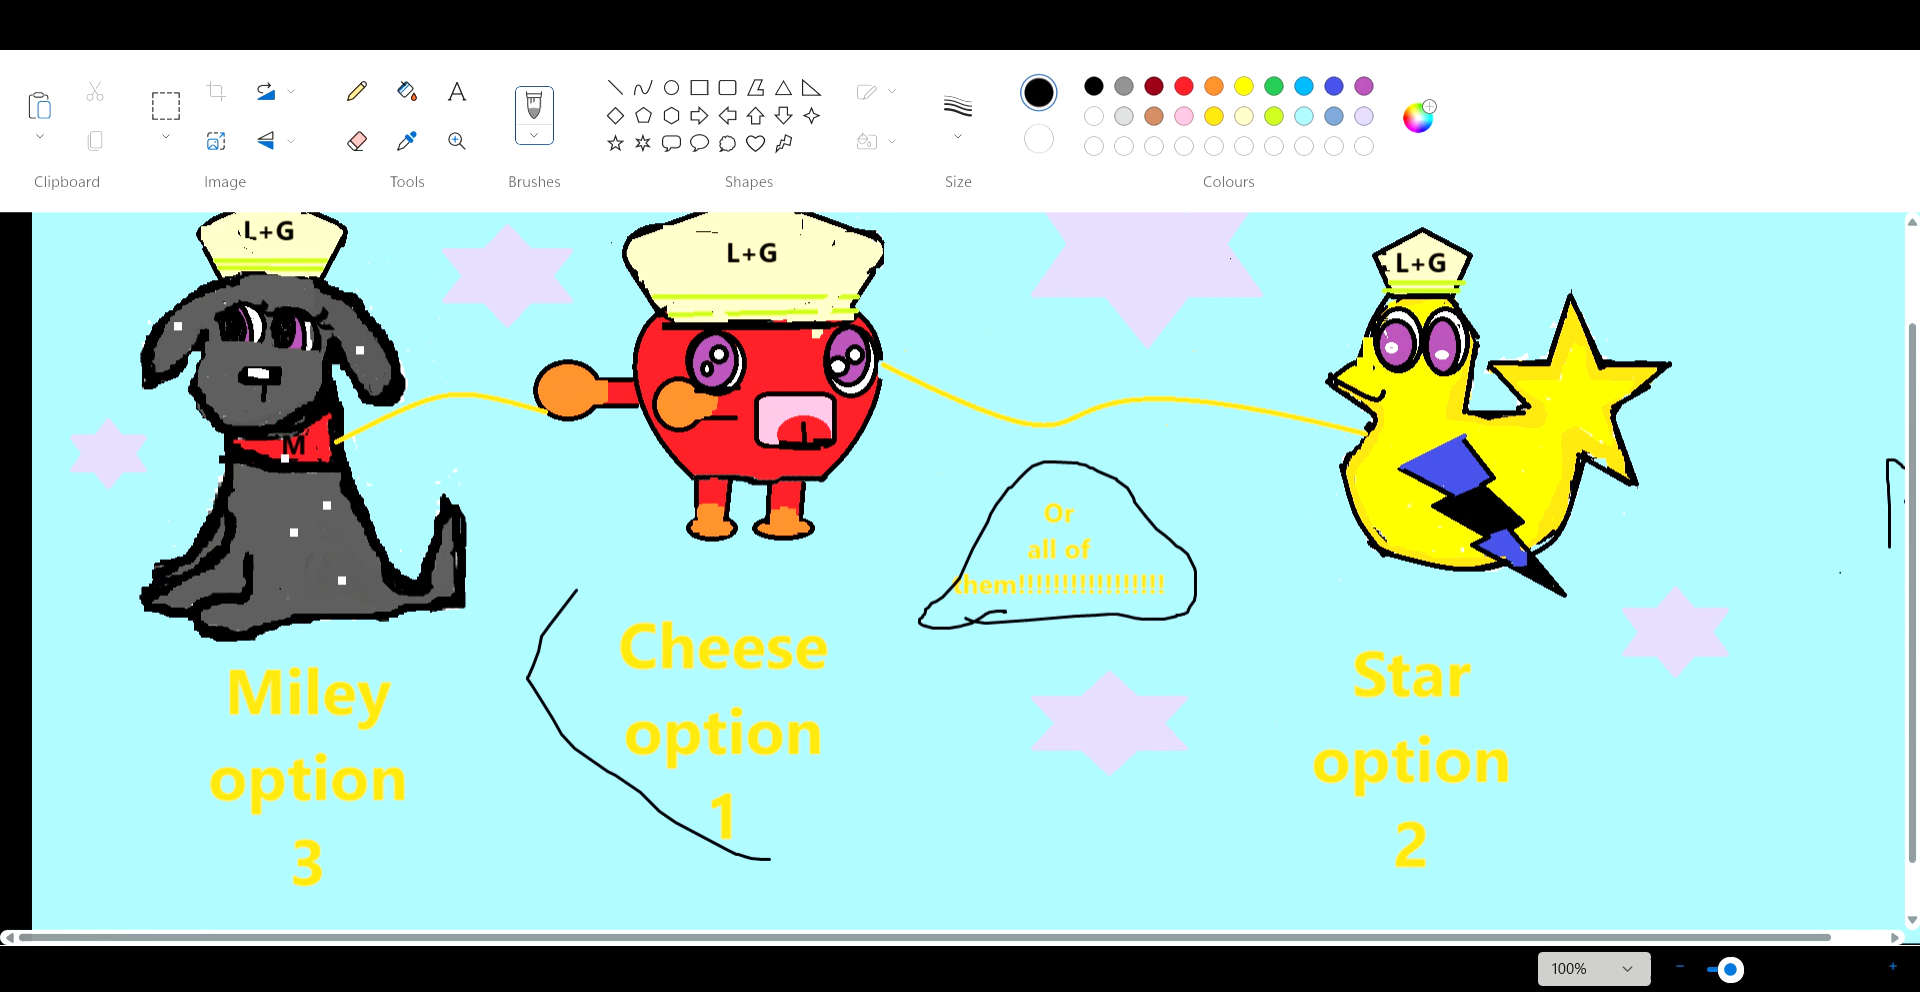 Clipboard
Image
Tools
Brushes
Shapes
Size
Colours
L+G
L+G
L+G
M
Or
all of
them!!!!!!!!!!!!!!!!!
Miley
option
3
Cheese
option
1
Star
option
2
100%